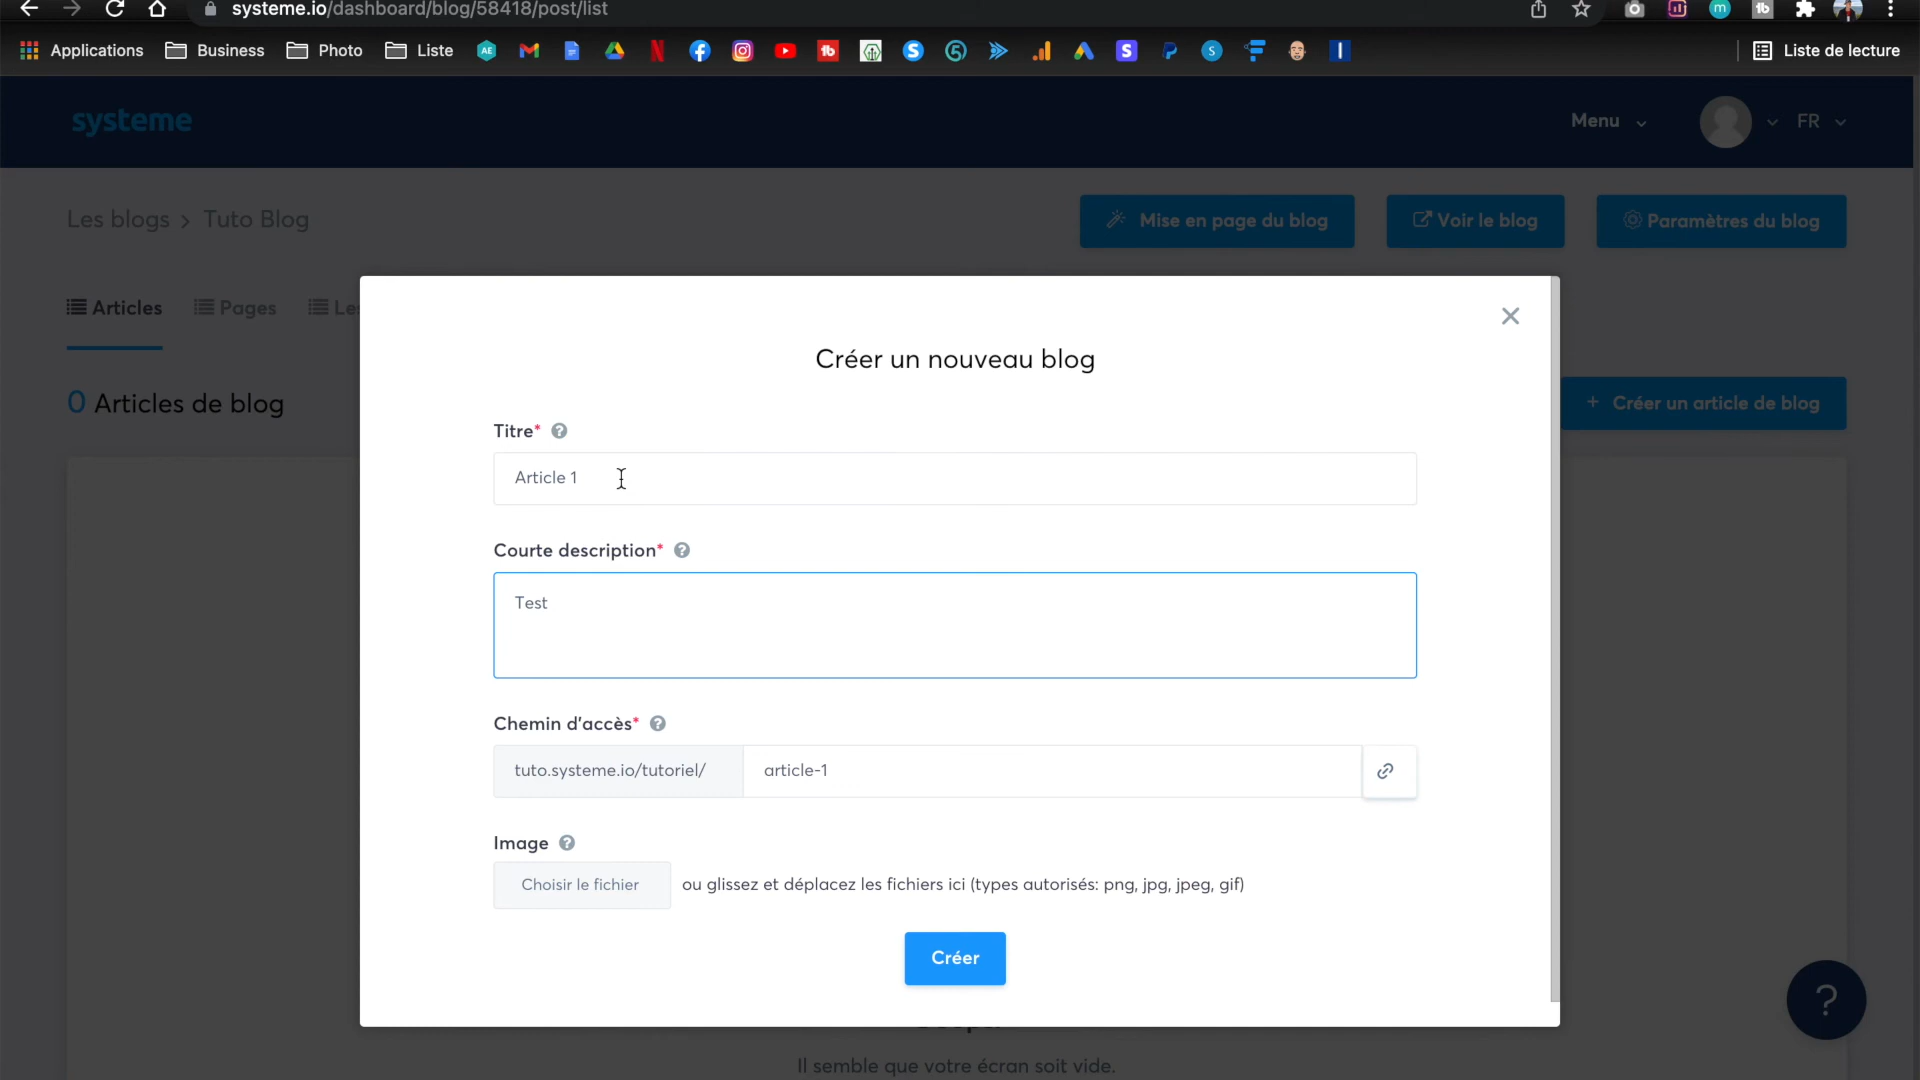 systeme.io/dashboard/blog/58418/post/list
Applications Business Photo Liste Liste de lecture
systeme Menu FR
Les blogs > Tuto Blog Mise en page du blog Voir le blog Paramètres du blog
Articles Pages
Créer un nouveau blog
0 Articles de blog + Créer un article de blog
Titre* ?
Article 1
Courte description* ?
Test
Chemin d'accès* ?
tuto.systeme.io/tutoriel/ article-1
Image ?
Choisir le fichier ou glissez et déplacez les fichiers ici (types autorisés: png, jpg, jpeg, gif)
Créer
?
Il semble que votre écran soit vide.